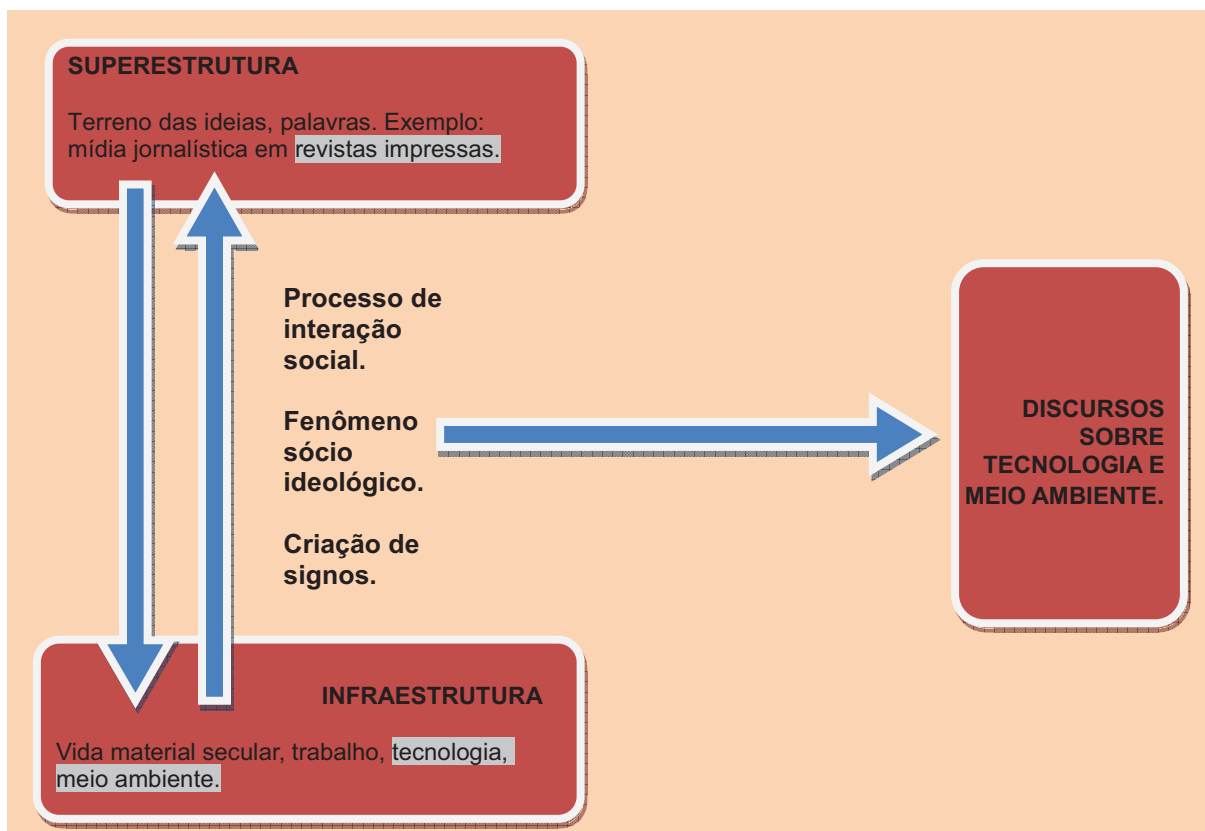 SUPERESTRUTURA
Terreno das ideias, palavras. Exemplo:
mídia jornalística em revistas impressas.
Processo de
interação
social.
Fenômeno
sócio
ideológico.
Criação de
signos.
DISCURSOS
SOBRE
TECNOLOGIA E
MEIO AMBIENTE.
INFRAESTRUTURA
Vida material secular, trabalho, tecnologia,
meio ambiente.